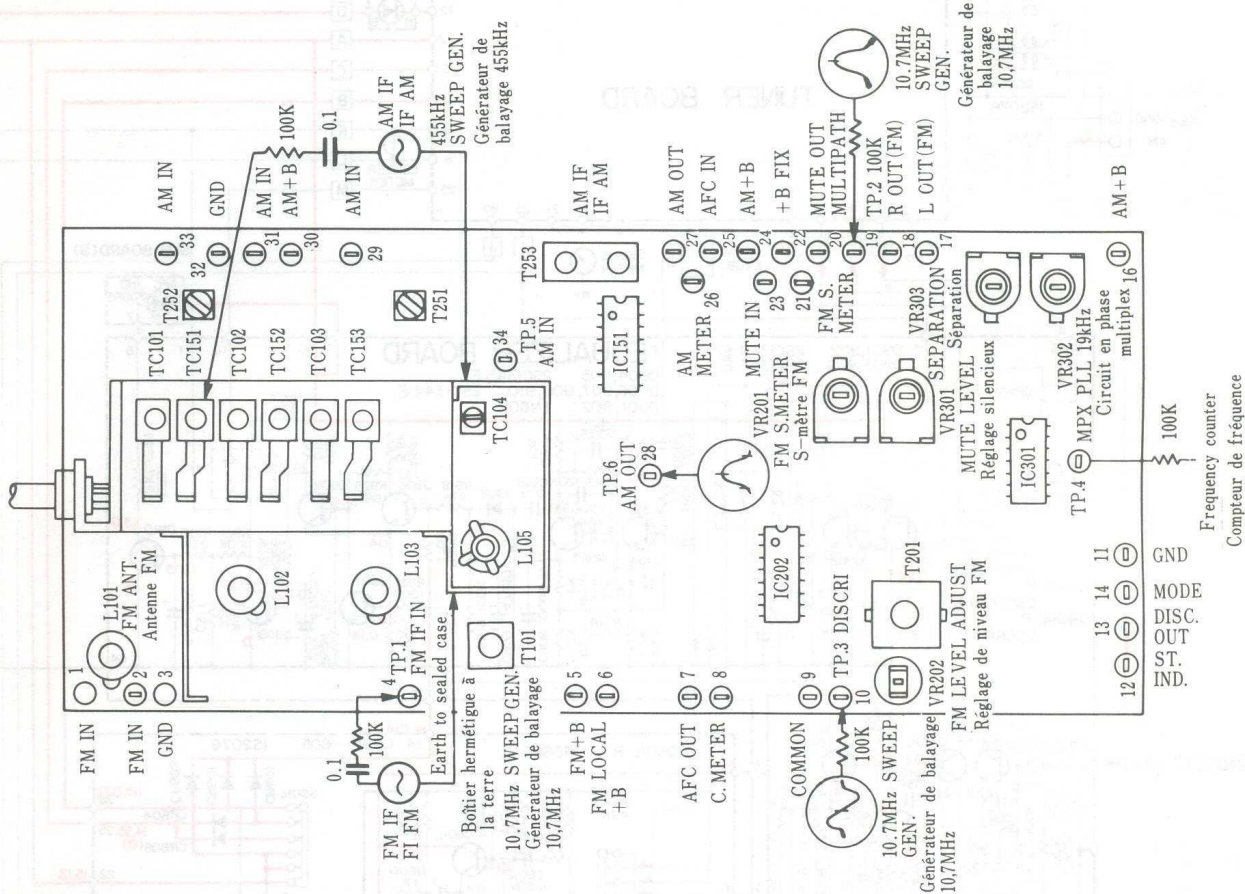 AM IN
GND
AM IN
AM+B
AM IN
33
32
31
30
29
100K
0.1
AM IF
IF AM
455kHz
SWEEP GEN.
Générateur de
balayage 455kHz
T252
T251
TC101
TC151
TC102
TC152
TC103
TC153
TC104
L105
34
TP.5
AM IN
T253
AM IF
IF AM
IC151
AM OUT
AFC IN
AM+B
+B FIX
MUTE OUT
MULTIPATH
TP.2 100K
R OUT(FM)
L OUT(FM)
AM+B
27
25
24
22
20
19
18
17
16
26
23
21
AM
METER
MUTE IN
FM S.
METER
10.7MHz
SWEEP
GEN.
Générateur de
balayage
10,7MHz
TUNER BOARD
L101
FM ANT.
Antenne FM
L102
L103
1
2
3
FM IN
FM IN
GND
4
TP.1
FM IF IN
0.1
100K
FM IF
FI FM
Earth to sealed case
Boîtier hermétique à
la terre
10.7MHz SWEEP GEN.
Générateur de balayage
10,7MHz
T101
5
6
7
8
9
10
FM+B
FM LOCAL
+B
AFC OUT
C. METER
COMMON
TP.3 DISCRI
100K
10.7MHz SWEEP
GEN.
Générateur de balayage
10,7MHz
VR202
FM LEVEL ADJUST
Réglage de niveau FM
T201
IC202
TP.6
AM OUT
28
VR201
FM S.METER
S-mètre FM
VR303
SEPARATION
Séparation
VR301
MUTE LEVEL
Réglage silencieux
IC301
VR302
MPX PLL 19kHz
Circuit en phase
multiplex
TP.4
100K
Frequency counter
Compteur de fréquence
11
14
13
12
GND
MODE
DISC.
OUT
ST.
IND.